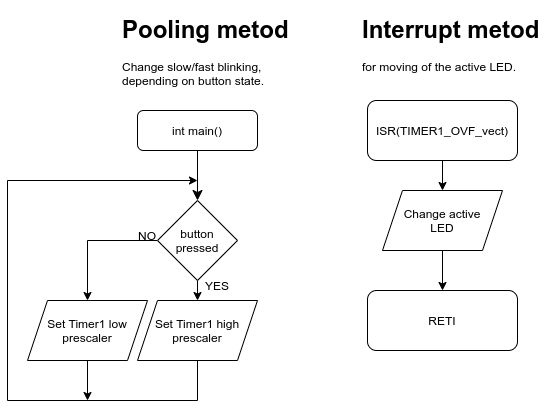 Pooling metod
Change slow/fast blinking,
depending on button state.
int main()
button
pressed
NO
YES
Set Timer1 low
prescaler
Set Timer1 high
prescaler
Interrupt metod
for moving of the active LED.
ISR(TIMER1_OVF_vect)
Change active
LED
RETI